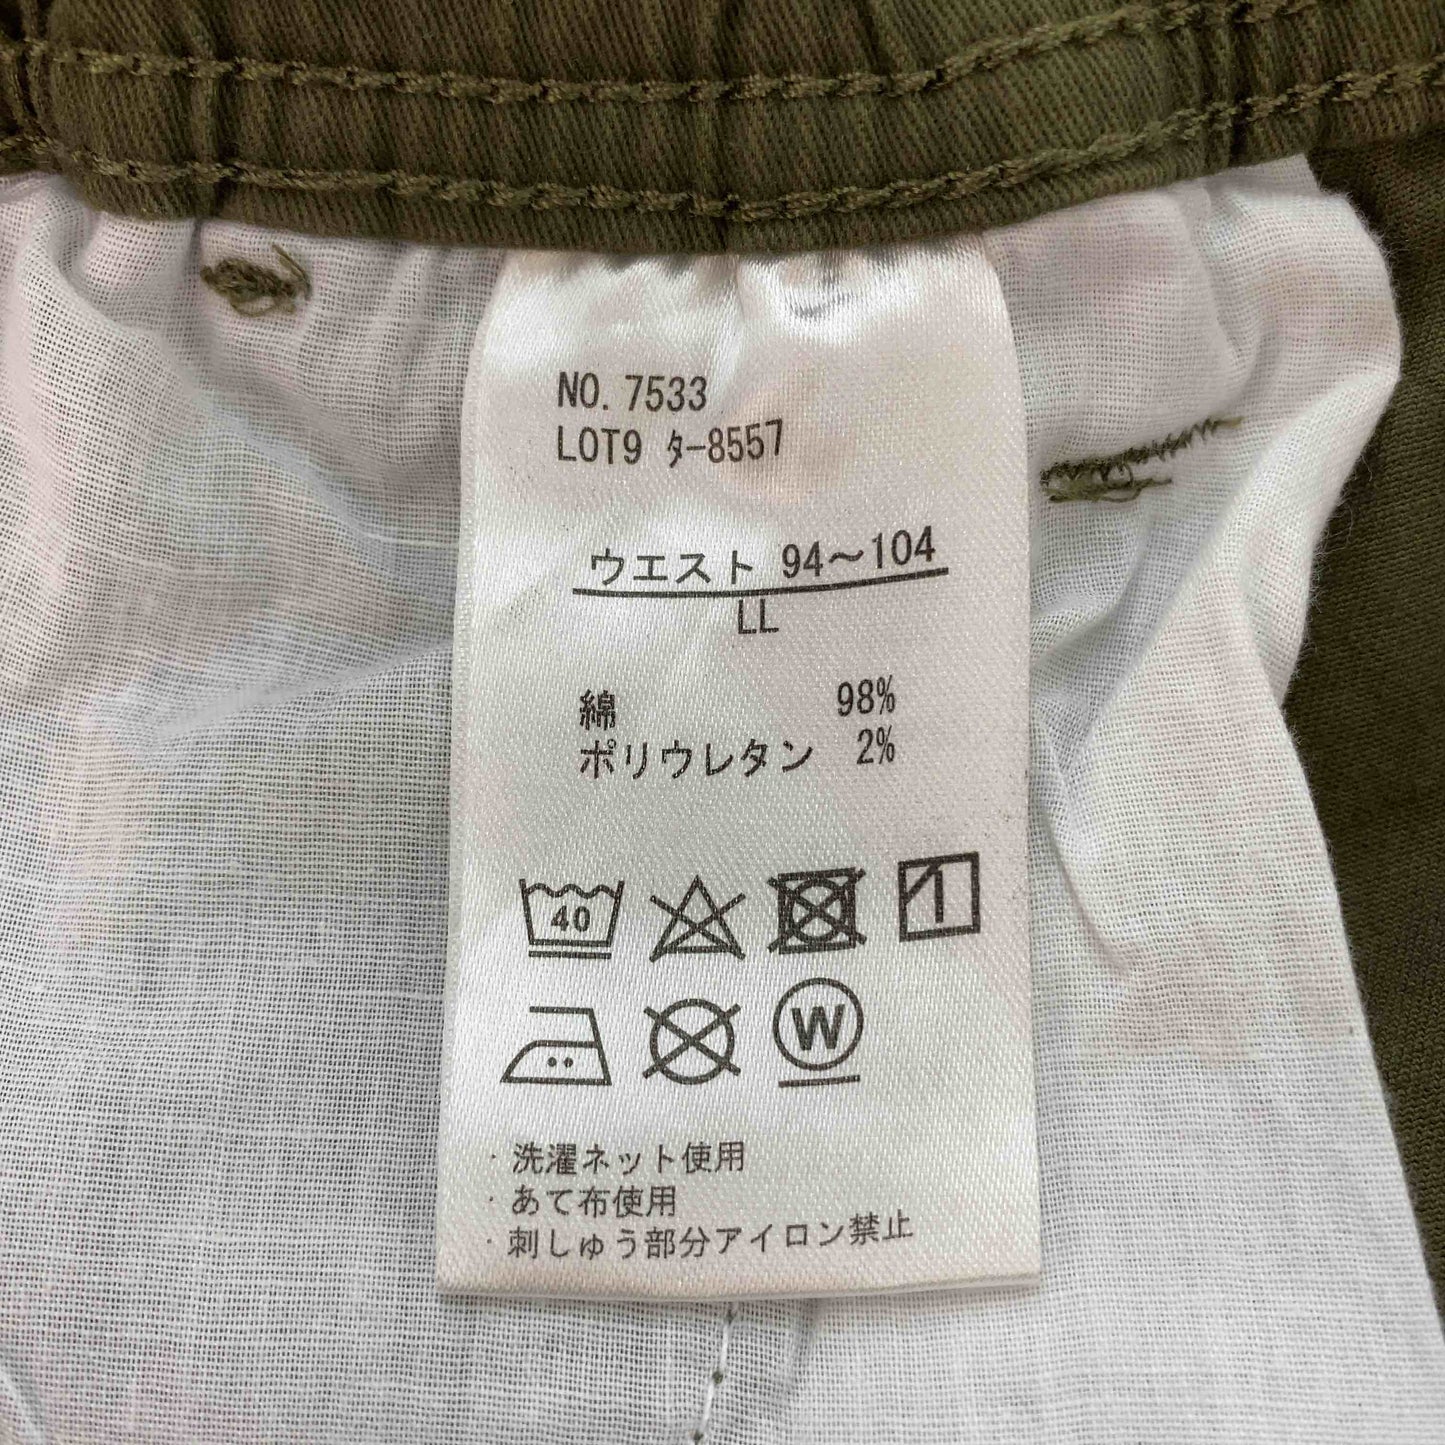 NO. 7533
LOT9 ﾀ-8557
ウエスト 94～104
LL
綿 98%
ポリウレタン 2%
40
W
・洗濯ネット使用
・あて布使用
・刺しゅう部分アイロン禁止